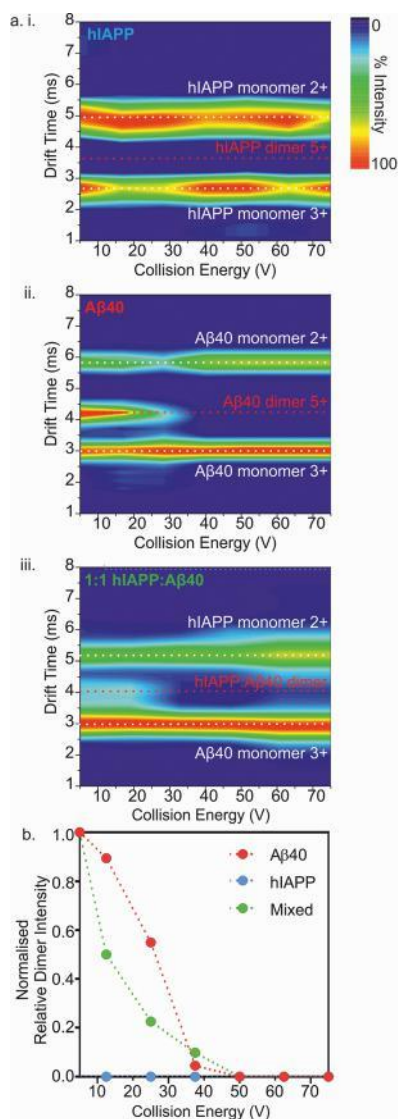 a. i.
hIAPP
hIAPP monomer 2+
hIAPP dimer 5+
hIAPP monomer 3+
Drift Time (ms)
8
7
6
5
4
3
2
1
10 20 30 40 50 60 70
Collision Energy (V)
0
% Intensity
100
ii.
Aβ40
Aβ40 monomer 2+
Aβ40 dimer 5+
Aβ40 monomer 3+
Drift Time (ms)
8
7
6
5
4
3
2
1
10 20 30 40 50 60 70
Collision Energy (V)
iii.
1:1 hIAPP:Aβ40
hIAPP monomer 2+
hIAPP:Aβ40 dimer
Aβ40 monomer 3+
Drift Time (ms)
8
7
6
5
4
3
2
1
10 20 30 40 50 60 70
Collision Energy (V)
b.
Normalised
Relative Dimer Intensity
1.0
0.8
0.6
0.4
0.2
0.0
Aβ40
hIAPP
Mixed
10 20 30 40 50 60 70
Collision Energy (V)